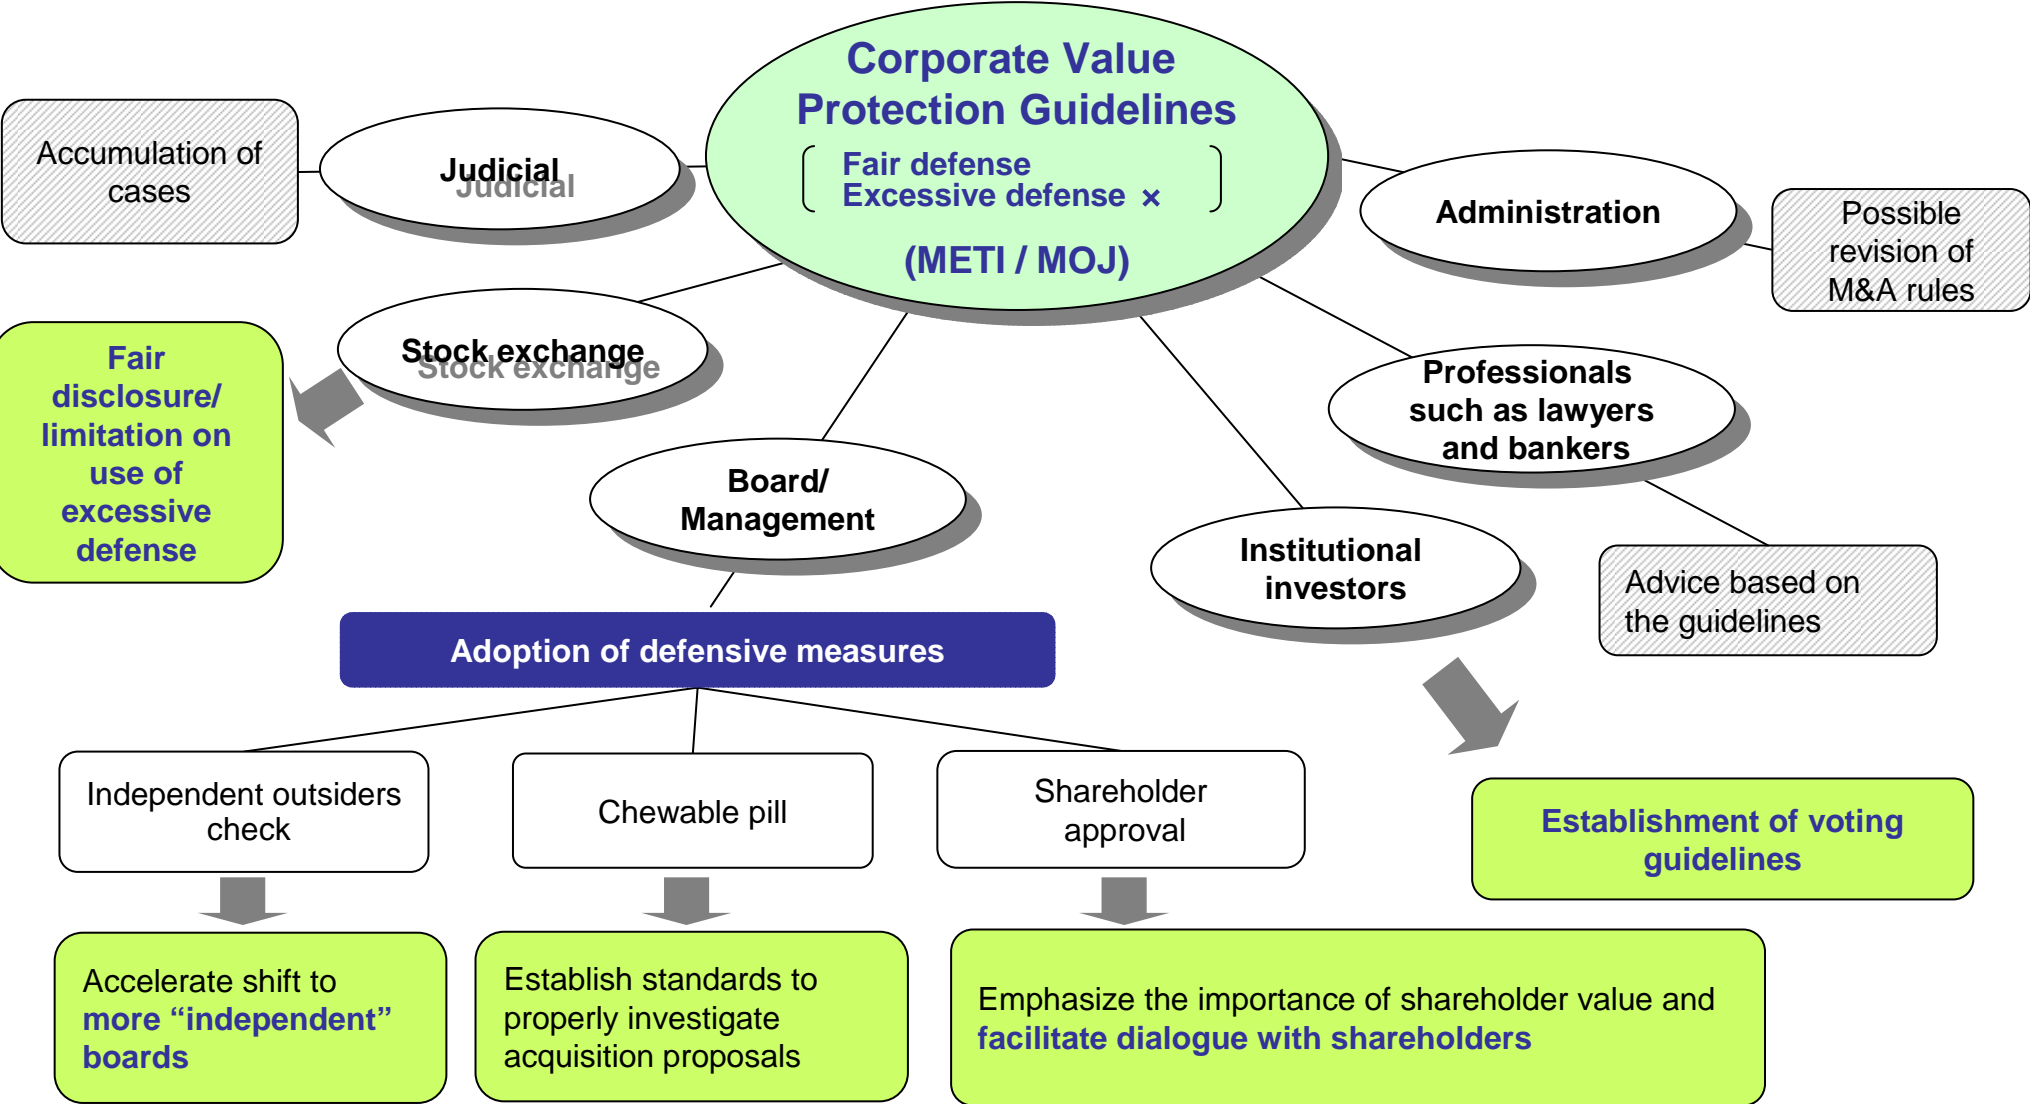 Corporate Value
Protection Guidelines
Fair defense
Excessive defense ×
(METI / MOJ)
Accumulation of
cases
Judicial
Administration
Possible
revision of
M&A rules
Stock exchange
Fair
disclosure/
limitation on
use of
excessive
defense
Professionals
such as lawyers
and bankers
Board/
Management
Institutional
investors
Advice based on
the guidelines
Adoption of defensive measures
Independent outsiders
check
Chewable pill
Shareholder
approval
Establishment of voting
guidelines
Accelerate shift to
more “independent”
boards
Establish standards to
properly investigate
acquisition proposals
Emphasize the importance of shareholder value and
facilitate dialogue with shareholders